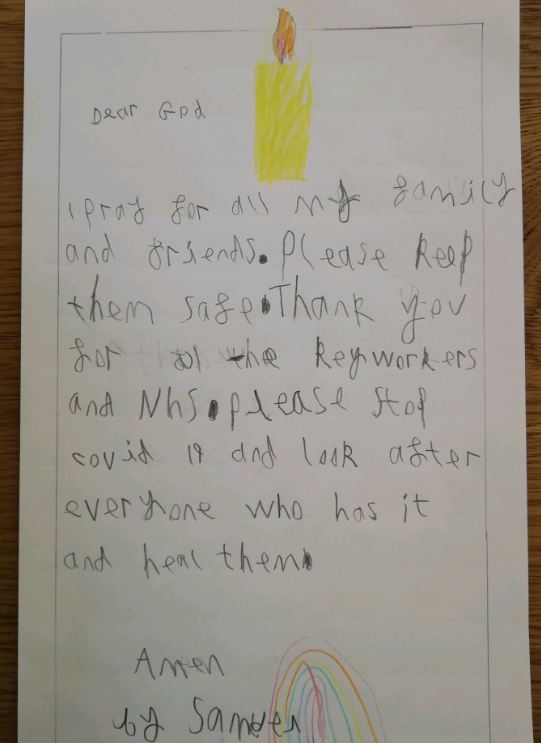 Dear God
i pray for all my family
and friends. Please keep
them safe. Thank you
for all the keyworkers
and NhS. please stop
covid 19 and look after
everyone who has it
and heal them.
Amen
by Sander